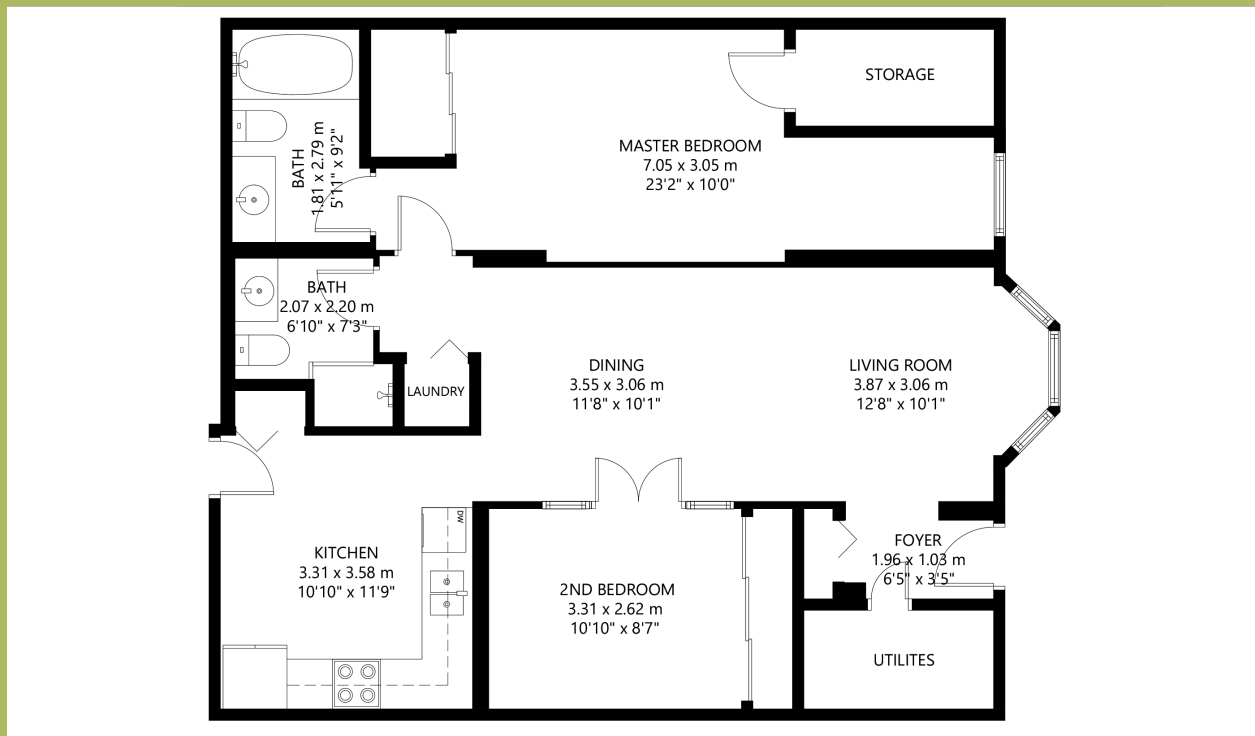 STORAGE
MASTER BEDROOM
7.05 x 3.05 m
23'2" x 10'0"
BATH
1.81 x 2.79 m
5'11" x 9'2"
BATH
2.07 x 2.20 m
6'10" x 7'3"
LAUNDRY
DINING
3.55 x 3.06 m
11'8" x 10'1"
LIVING ROOM
3.87 x 3.06 m
12'8" x 10'1"
DW
KITCHEN
3.31 x 3.58 m
10'10" x 11'9"
2ND BEDROOM
3.31 x 2.62 m
10'10" x 8'7"
FOYER
1.96 x 1.03 m
6'5" x 3'5"
UTILITES